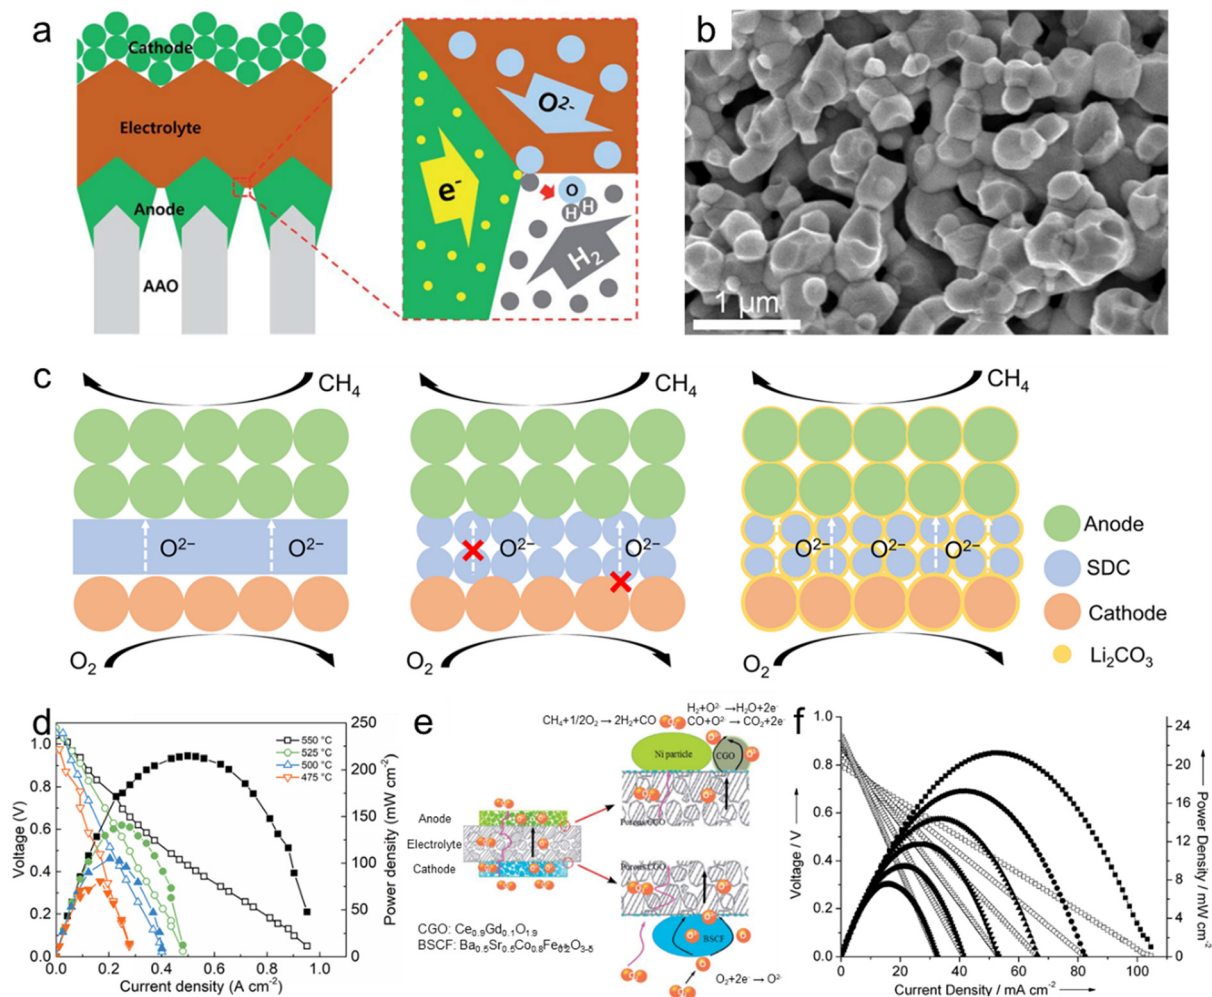 a
Cathode
Electrolyte
Anode
AAO
O²⁻
e⁻
O
H H
H₂
b
1 μm
c
CH₄
CH₄
CH₄
O²⁻
O²⁻
O²⁻
O²⁻
O²⁻
O²⁻
O²⁻
O₂
O₂
O₂
Anode
SDC
Cathode
Li₂CO₃
d
550 °C
525 °C
500 °C
475 °C
Voltage (V)
1.0
0.8
0.6
0.4
0.2
0.0
0.0 0.2 0.4 0.6 0.8 1.0
Current density (A cm⁻²)
250
200
150
100
50
0
Power density (mW cm⁻²)
e
H₂+O²⁻ →H₂O+2e⁻
CH₄+1/2O₂ → 2H₂+CO
CO+O²⁻ → CO₂+2e⁻
Ni particle
CGO
Anode
Electrolyte
Cathode
BSCF
CGO: Ce₀.₉Gd₀.₁O₁.₉
BSCF: Ba₀.₅Sr₀.₅Co₀.₈Fe₀.₂O₃₋δ
O₂+2e⁻ → O²⁻
f
Voltage / V
1.0
0.8
0.6
0.4
0.2
0.0
0 20 40 60 80 100
Current Density / mA cm⁻²
24
20
16
12
8
4
0
Power Density / mW cm⁻²